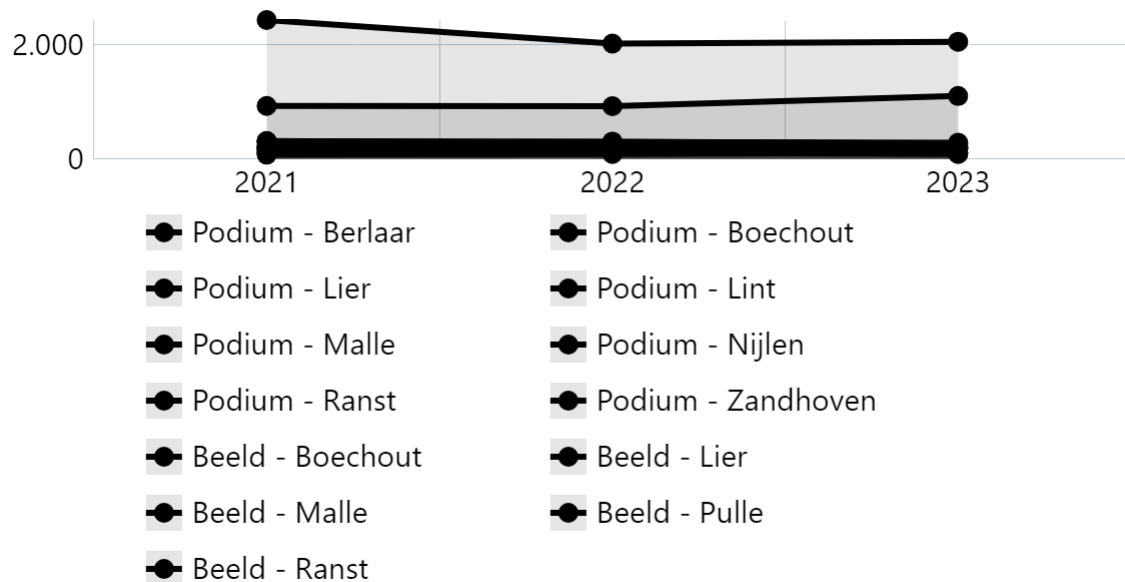 2.000
0
2021 2022 2023
Podium - Berlaar Podium - Boechout
Podium - Lier Podium - Lint
Podium - Malle Podium - Nijlen
Podium - Ranst Podium - Zandhoven
Beeld - Boechout Beeld - Lier
Beeld - Malle Beeld - Pulle
Beeld - Ranst